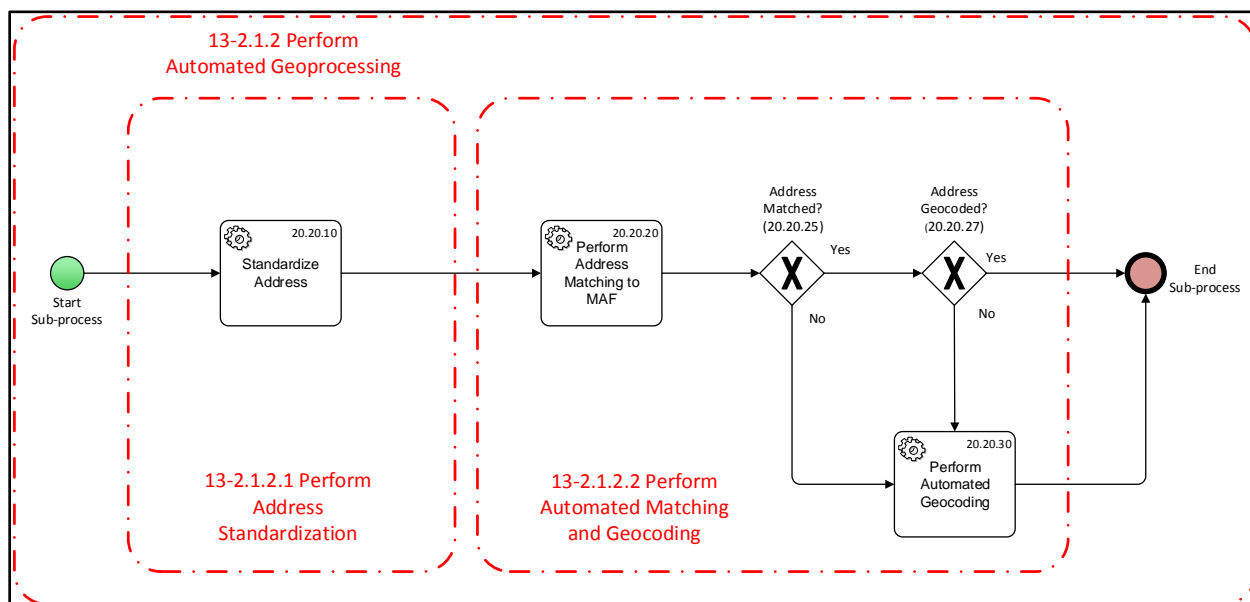 13-2.1.2 Perform
Automated Geoprocessing
Start
Sub-process
20.20.10
Standardize
Address
13-2.1.2.1 Perform
Address
Standardization
20.20.20
Perform
Address
Matching to
MAF
Address
Matched?
(20.20.25)
Yes
No
Address
Geocoded?
(20.20.27)
Yes
No
20.20.30
Perform
Automated
Geocoding
13-2.1.2.2 Perform
Automated Matching
and Geocoding
End
Sub-process